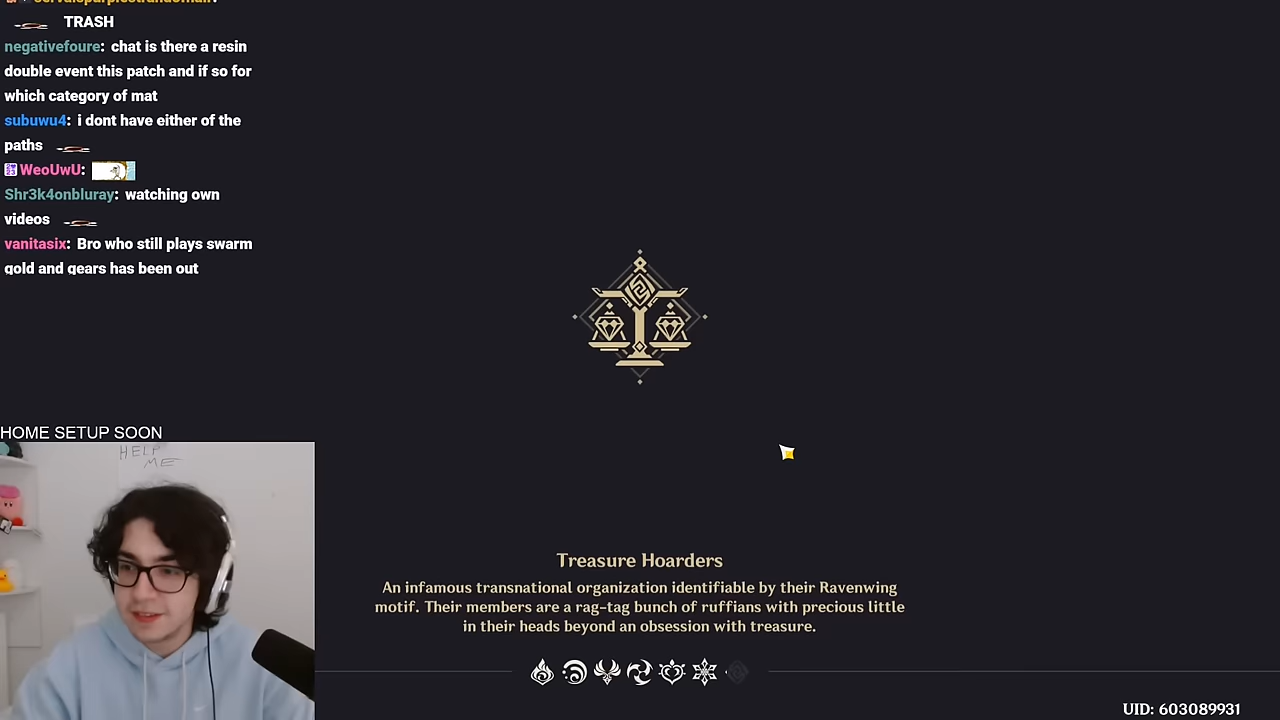 TRASH
negativefoure: chat is there a resin
double event this patch and if so for
which category of mat
subuwu4: i dont have either of the
paths
WeoUwU:
Shr3k4onbluray: watching own
videos
vanitasix: Bro who still plays swarm
gold and gears has been out
HOME SETUP SOON
HELP
ME
Treasure Hoarders
An infamous transnational organization identifiable by their Ravenwing
motif. Their members are a rag-tag bunch of ruffians with precious little
in their heads beyond an obsession with treasure.
UID: 603089931